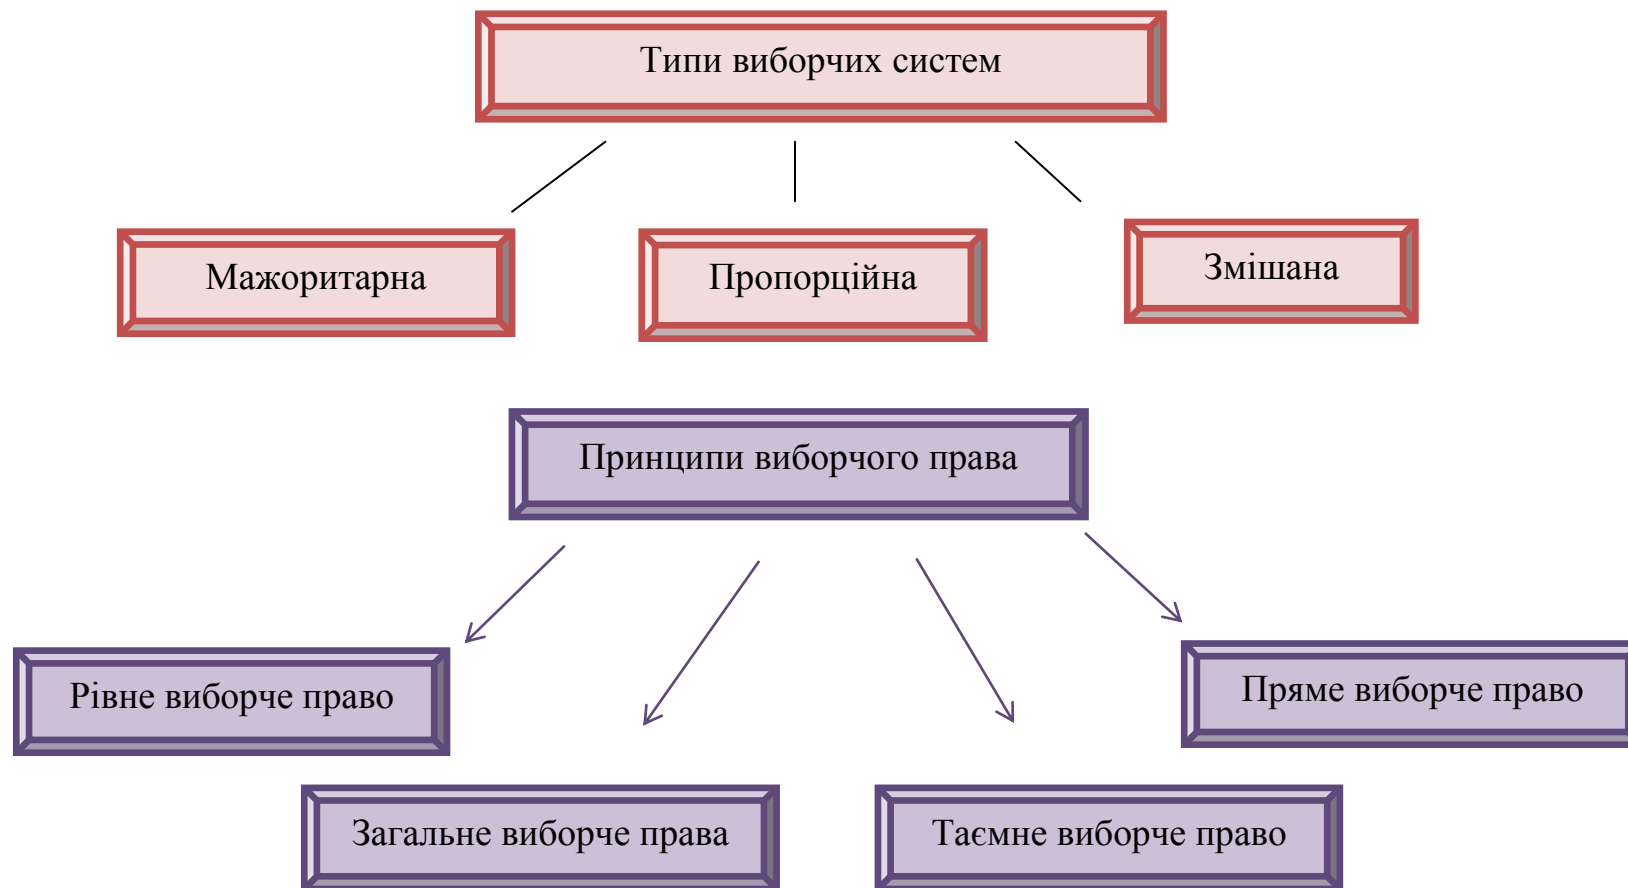 Типи виборчих систем
Мажоритарна
Пропорційна
Змішана
Принципи виборчого права
Рівне виборче право
Пряме виборче право
Загальне виборче права
Таємне виборче право